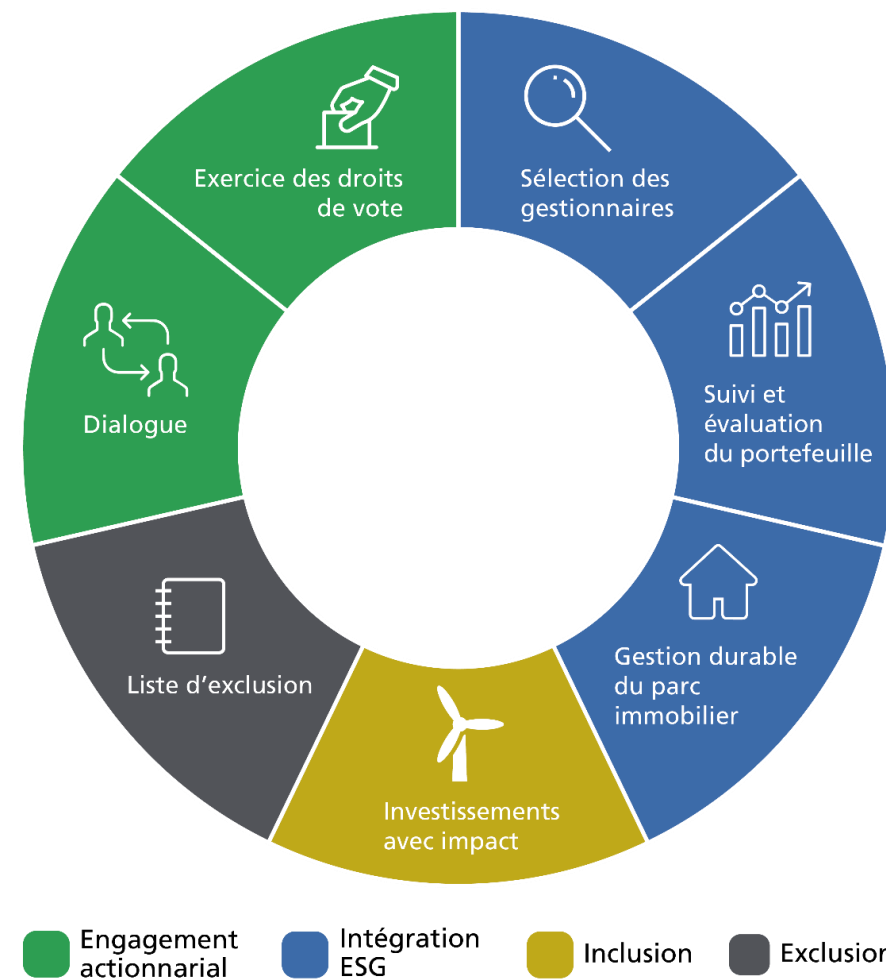 Exercice des droits
de vote
Sélection des
gestionnaires
Dialogue
Suivi et
évaluation
du portefeuille
Liste d’exclusion
Gestion durable
du parc
immobilier
Investissements
avec impact
Engagement
actionnarial
Intégration
ESG
Inclusion
Exclusion